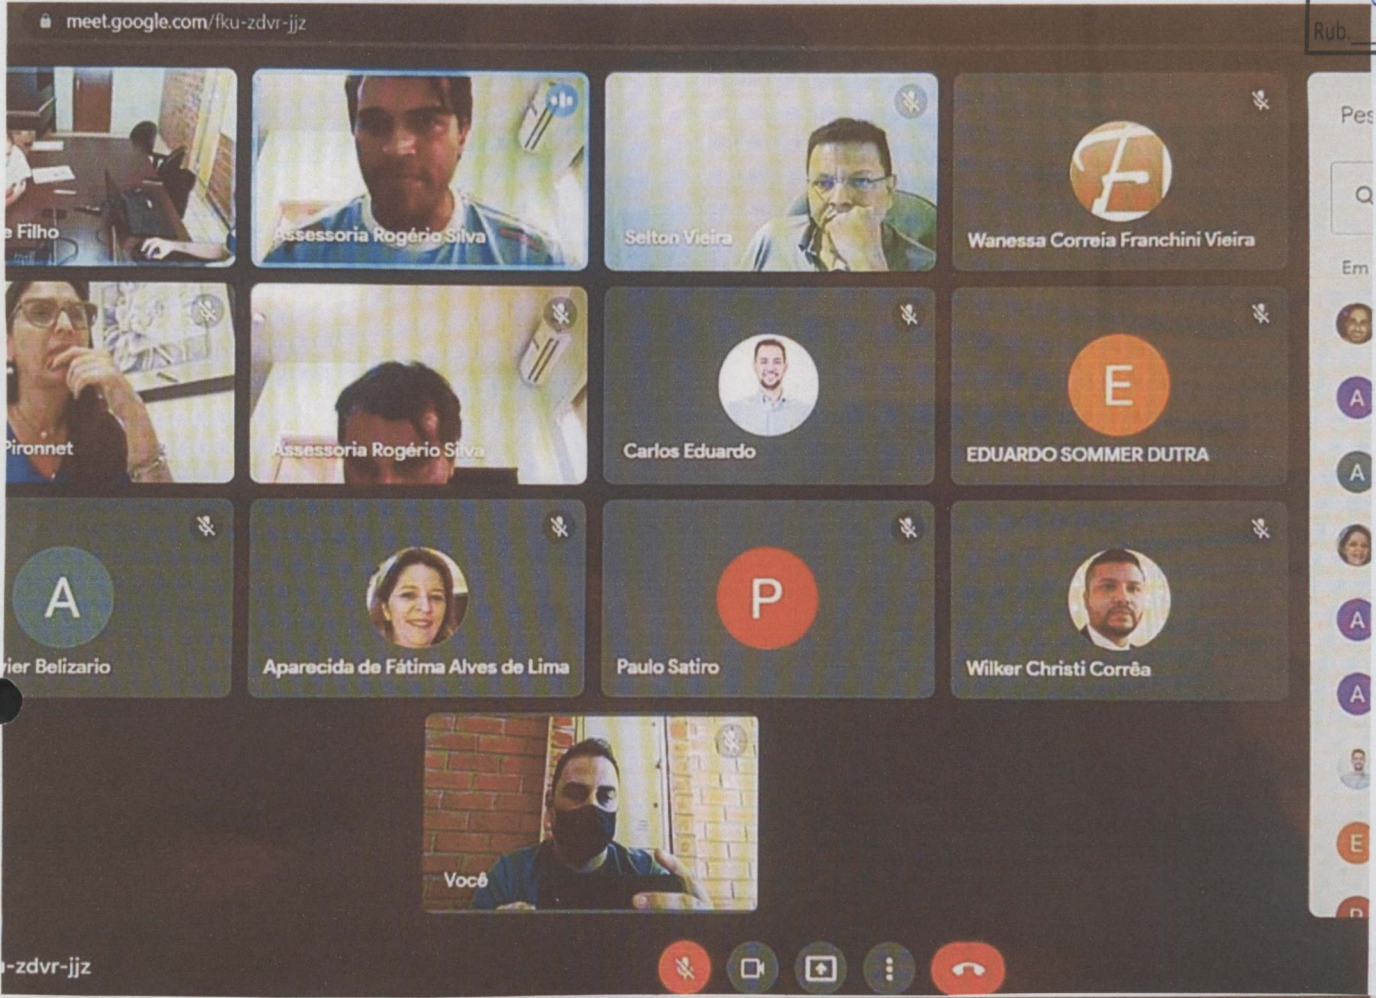 meet.google.com/fku-zdvr-jjz
Rub.
e Filho
Assessoria Rogério Silva
Selton Vieira
Wanessa Correia Franchini Vieira
Pes
Em
Pironnet
Assessoria Rogério Silva
Carlos Eduardo
E
EDUARDO SOMMER DUTRA
A
A
A
vier Belizario
Aparecida de Fátima Alves de Lima
P
Paulo Satiro
Wilker Christi Corrêa
A
A
E
Você
-zdvr-jjz